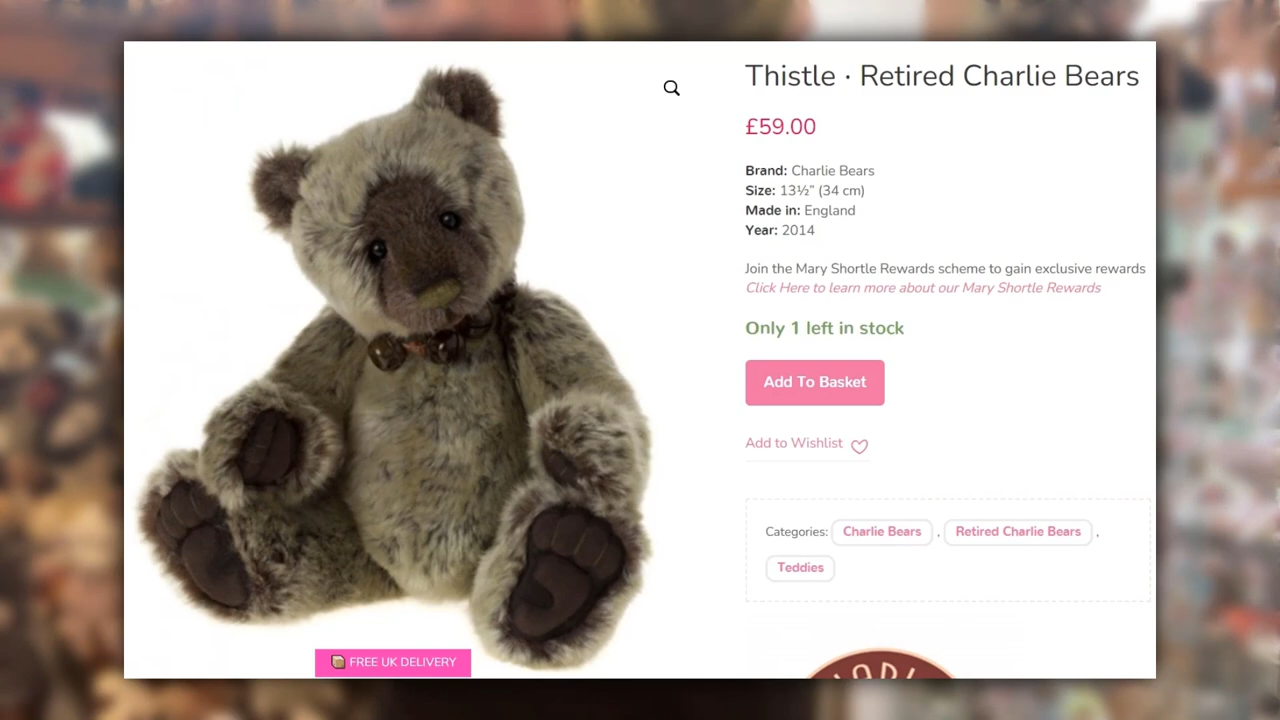 Thistle · Retired Charlie Bears
£59.00
Brand: Charlie Bears
Size: 13½” (34 cm)
Made in: England
Year: 2014
Join the Mary Shortle Rewards scheme to gain exclusive rewards
Click Here to learn more about our Mary Shortle Rewards
Only 1 left in stock
Add To Basket
Add to Wishlist
Categories: Charlie Bears , Retired Charlie Bears ,
Teddies
FREE UK DELIVERY